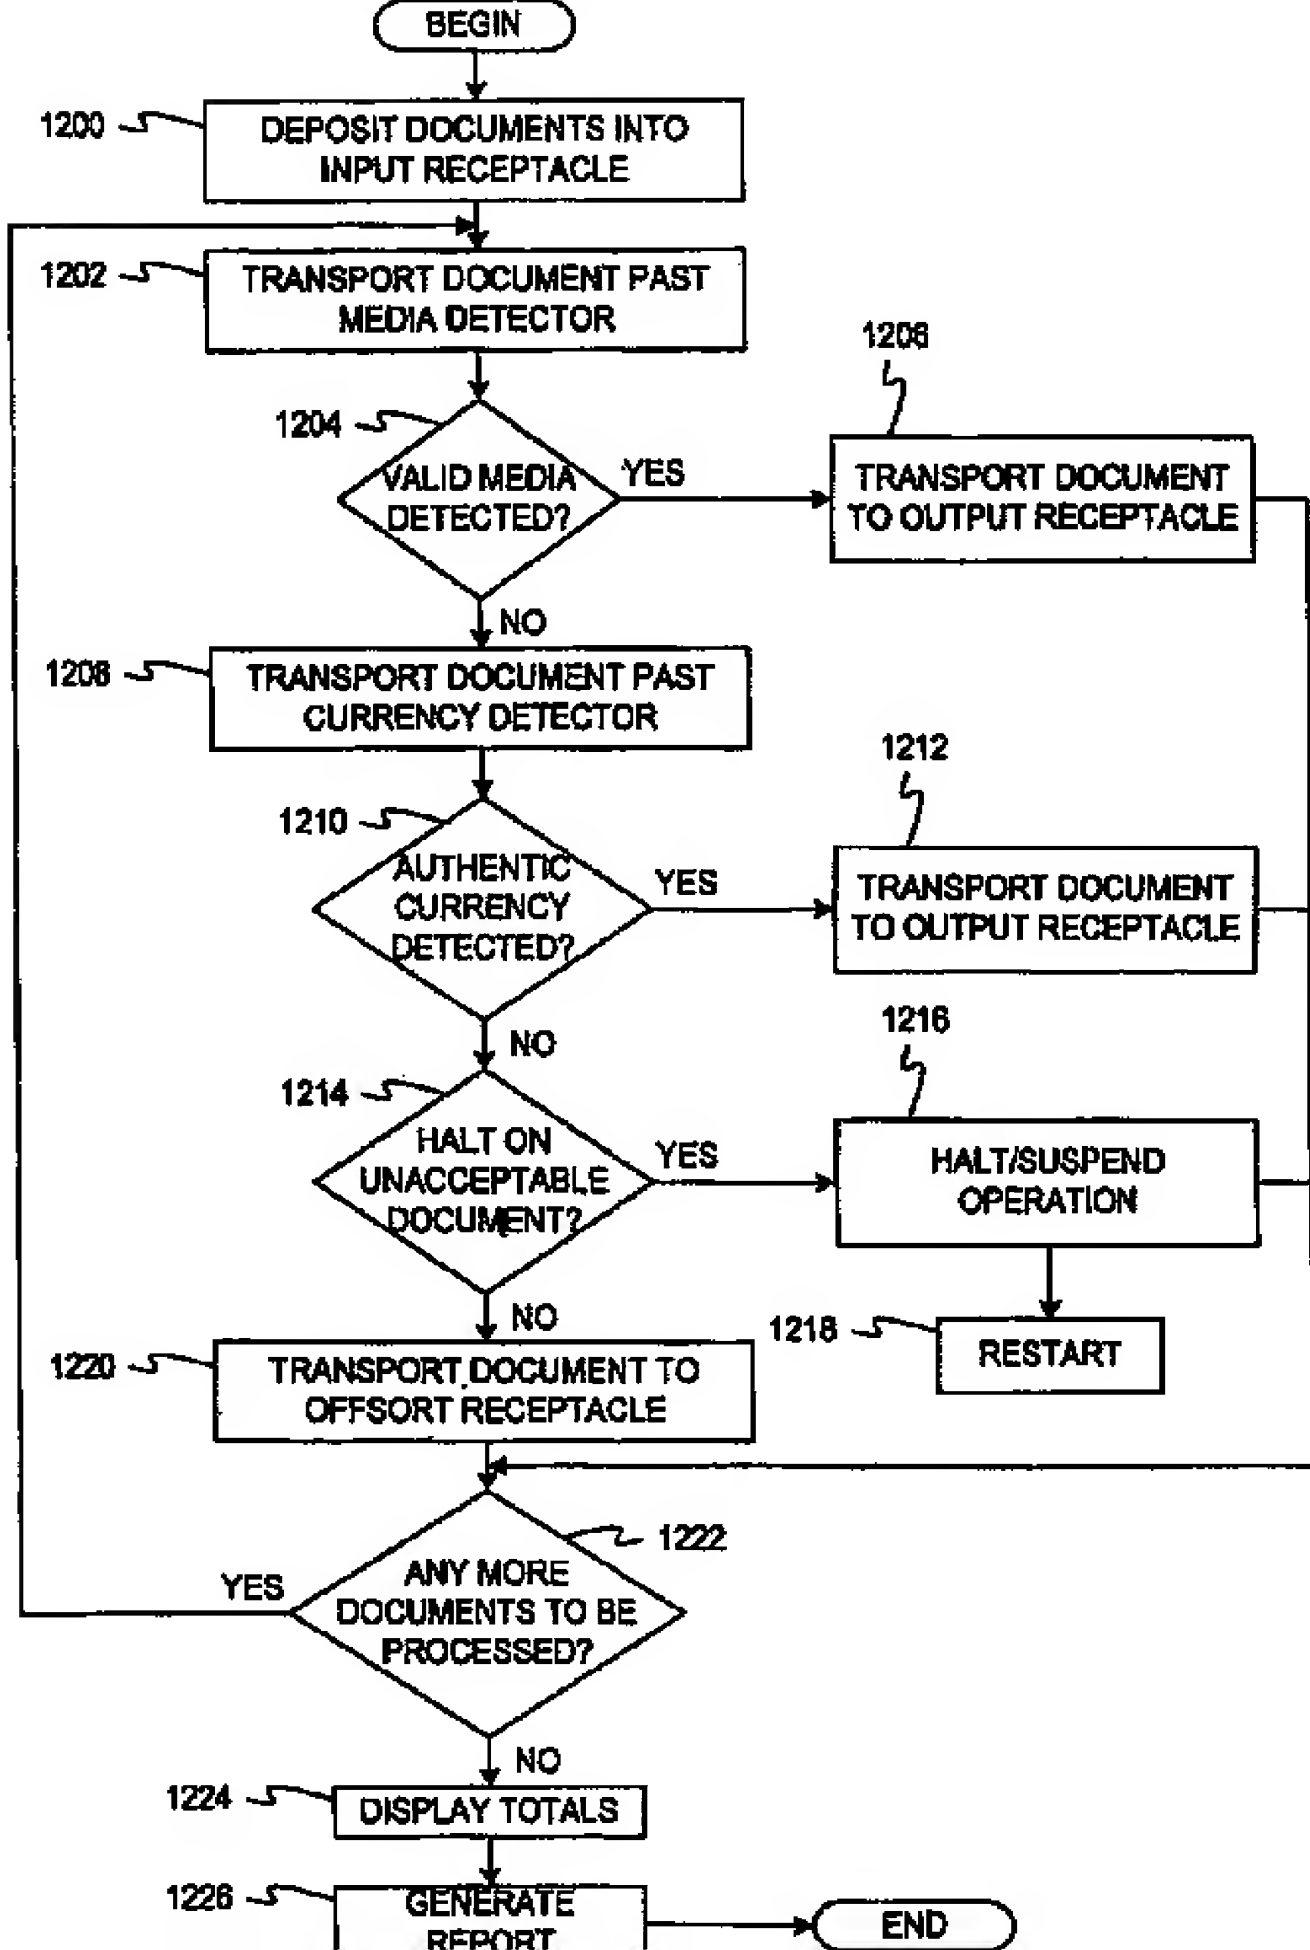 BEGIN
1200
DEPOSIT DOCUMENTS INTO
INPUT RECEPTACLE
1202
TRANSPORT DOCUMENT PAST
MEDIA DETECTOR
1204
VALID MEDIA
DETECTED?
YES
1206
TRANSPORT DOCUMENT
TO OUTPUT RECEPTACLE
NO
1208
TRANSPORT DOCUMENT PAST
CURRENCY DETECTOR
1210
AUTHENTIC
CURRENCY
DETECTED?
YES
1212
TRANSPORT DOCUMENT
TO OUTPUT RECEPTACLE
NO
1214
HALT ON
UNACCEPTABLE
DOCUMENT?
YES
1216
HALT/SUSPEND
OPERATION
1218
RESTART
NO
1220
TRANSPORT DOCUMENT TO
OFFSORT RECEPTACLE
1222
ANY MORE
DOCUMENTS TO BE
PROCESSED?
YES
NO
1224
DISPLAY TOTALS
1226
GENERATE
REPORT
END